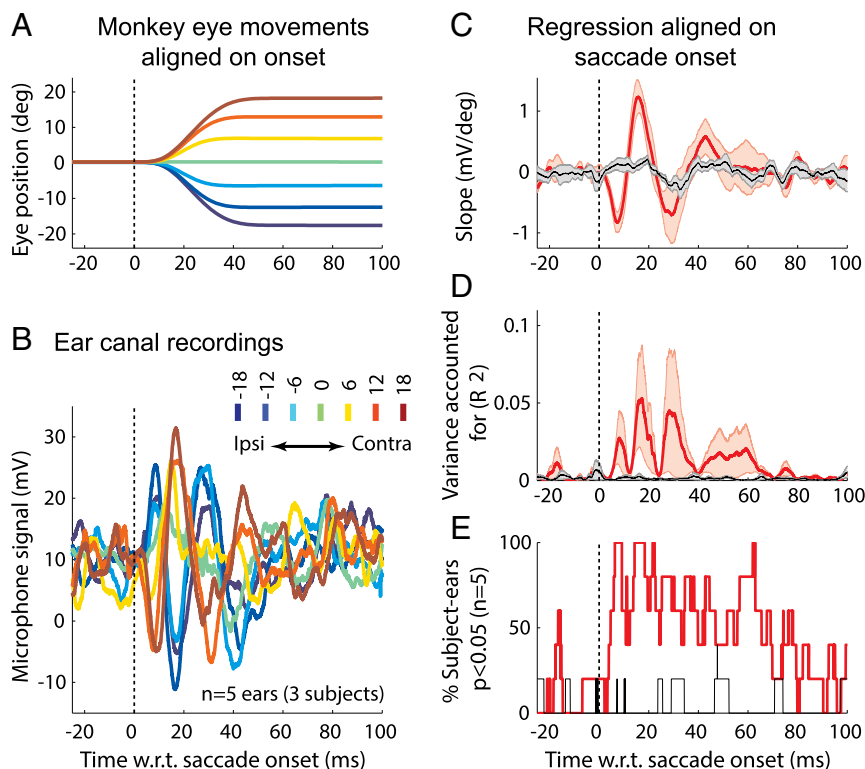 A
Monkey eye movements
aligned on onset
Eye position (deg)
20
10
0
-10
-20
-20 0 20 40 60 80 100
B
Ear canal recordings
-18 -12 -6 0 6 12 18
Ipsi Contra
Microphone signal (mV)
30
20
10
0
-10
n=5 ears (3 subjects)
-20 0 20 40 60 80 100
Time w.r.t. saccade onset (ms)
C
Regression aligned on
saccade onset
Slope (mV/deg)
1
0
-1
-20 0 20 40 60 80 100
D
Variance accounted
for (R 2)
0.1
0.05
0
-20 0 20 40 60 80 100
E
% Subject-ears
p<0.05 (n=5)
100
50
0
-20 0 20 40 60 80 100
Time w.r.t. saccade onset (ms)